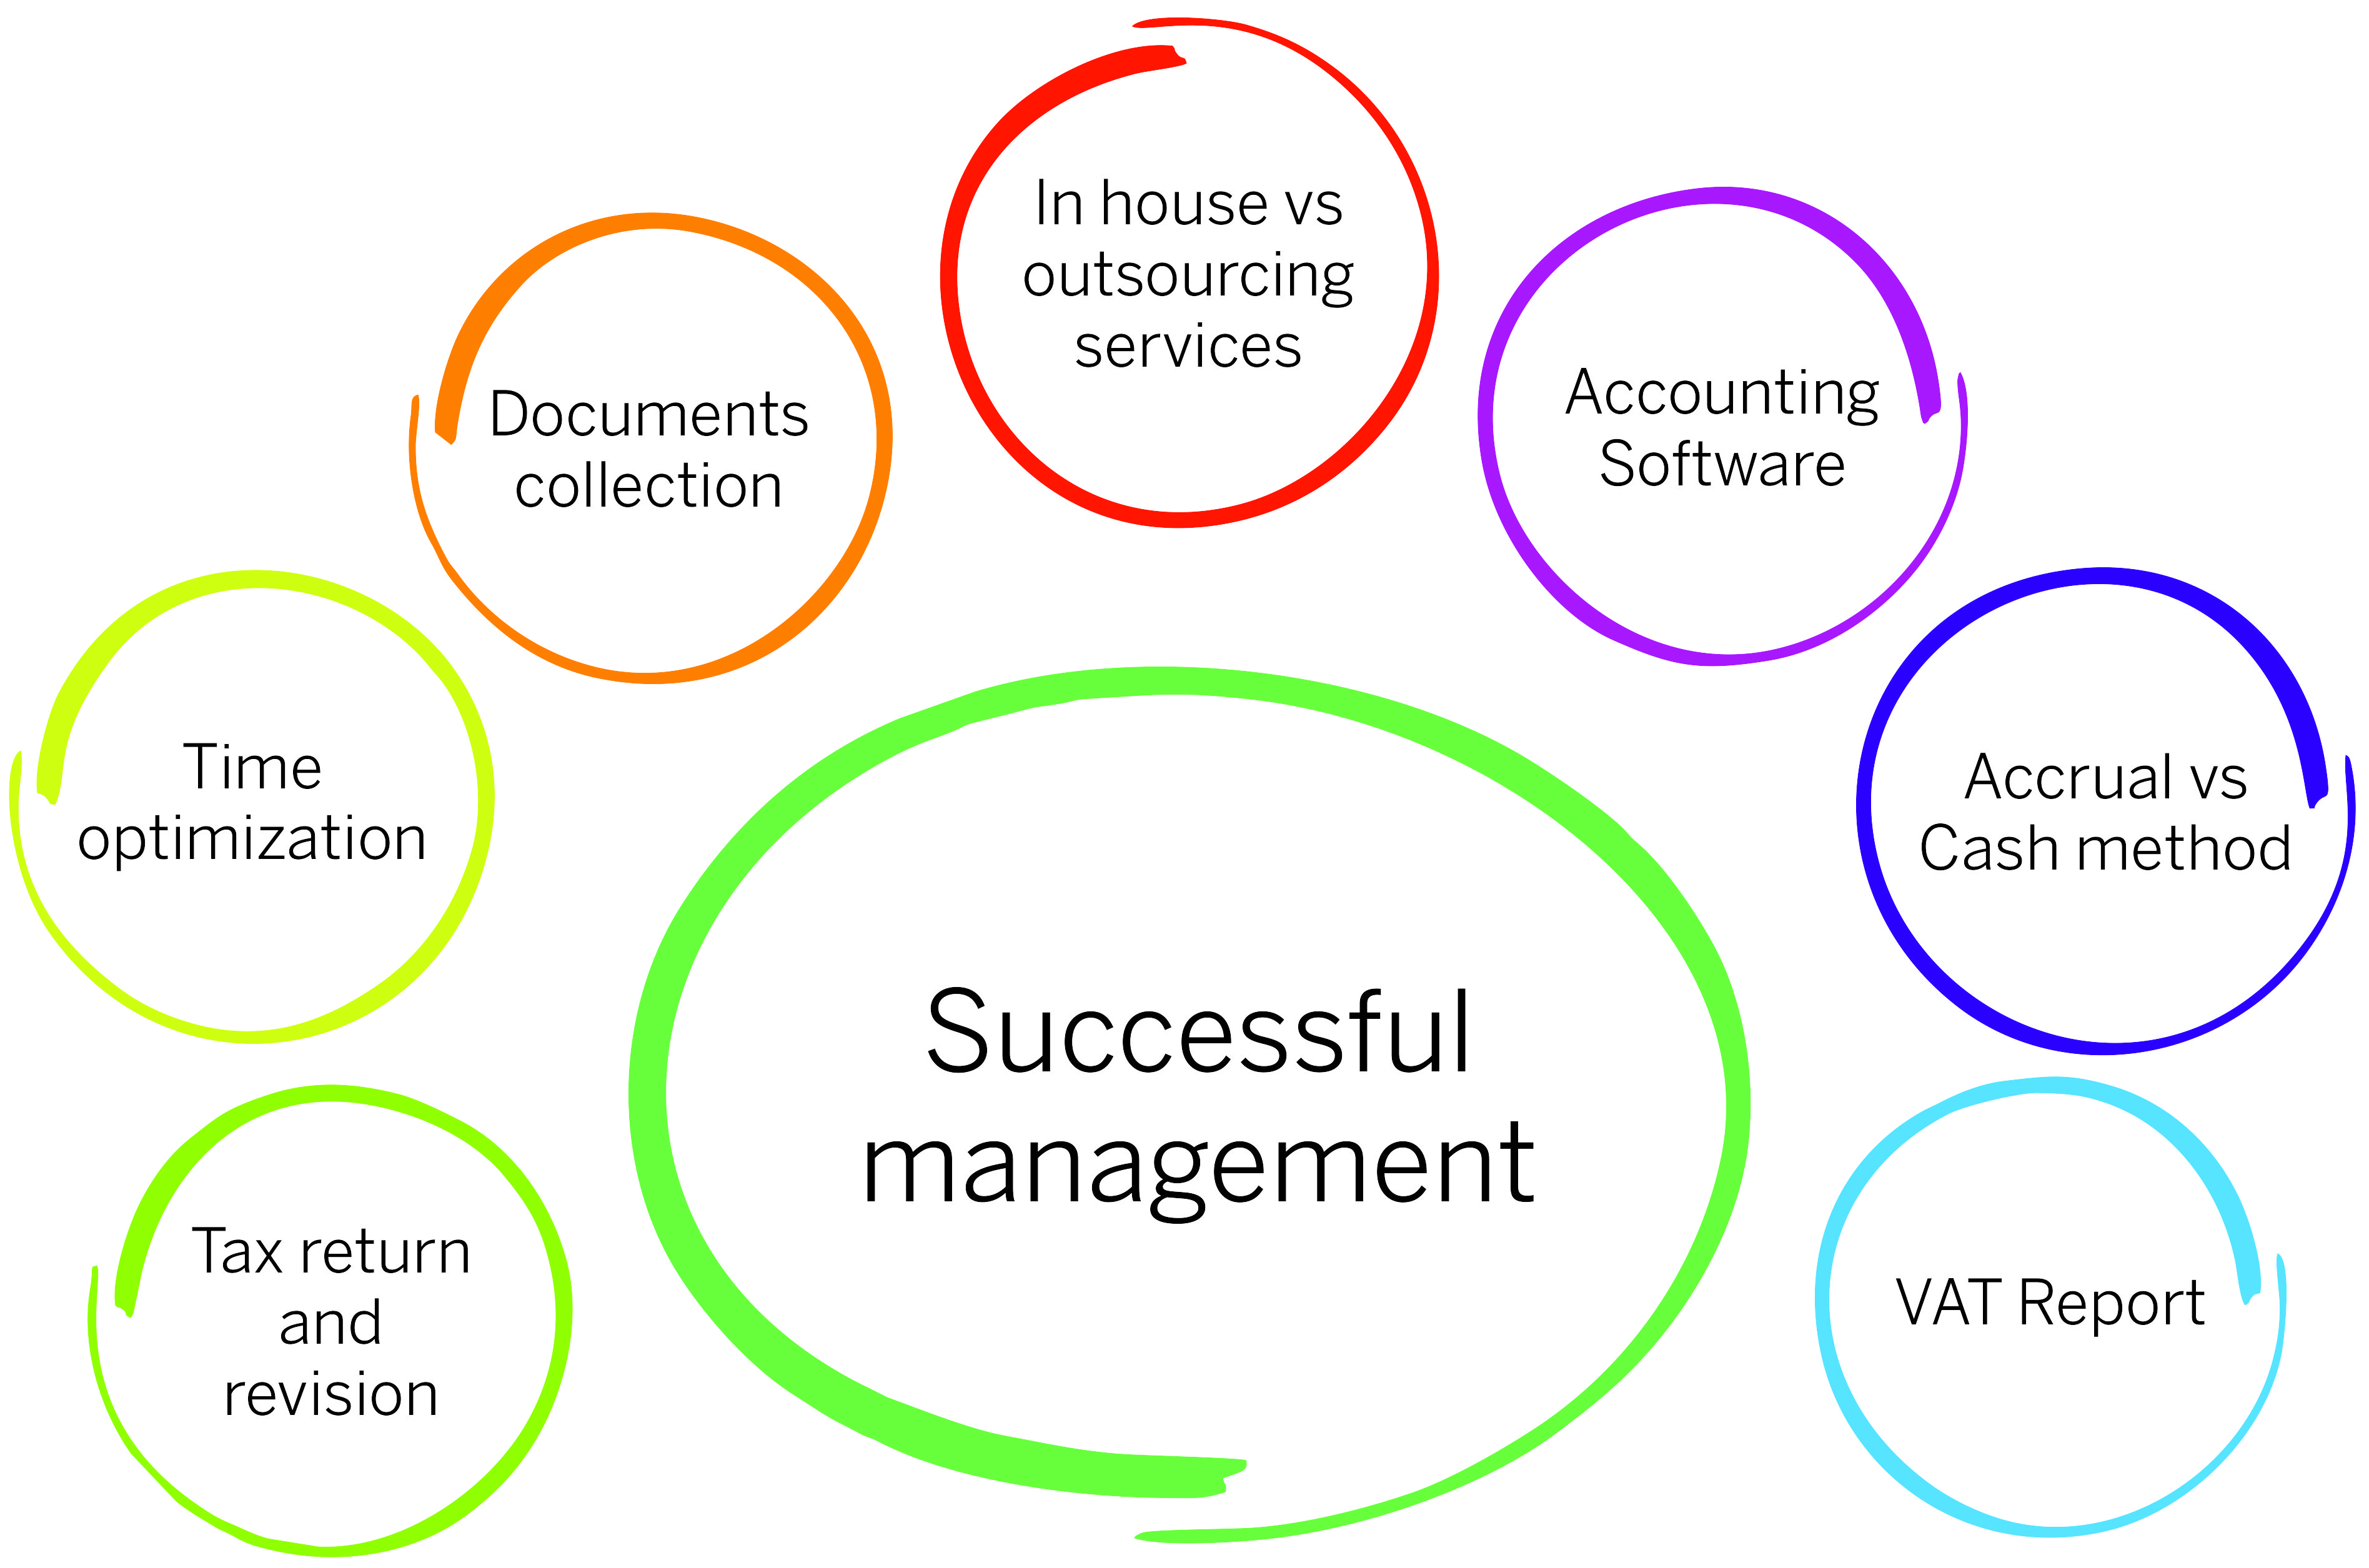 In house vs
outsourcing
services
Documents
collection
Accounting
Software
Time
optimization
Accrual vs
Cash method
Successful
management
Tax return
and
revision
VAT Report